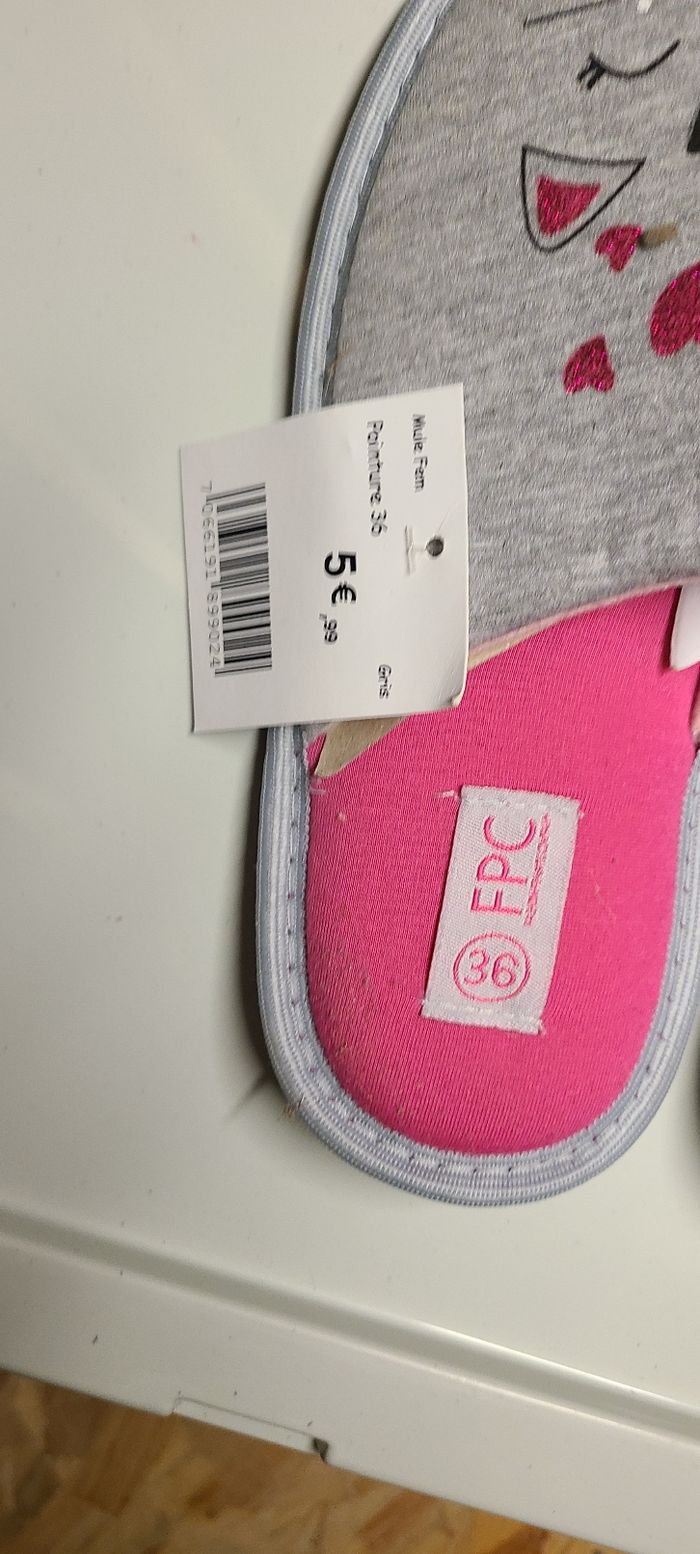 Mule Fem
Pointure 36
Gris
5€,99
7066191899024
FPC
36